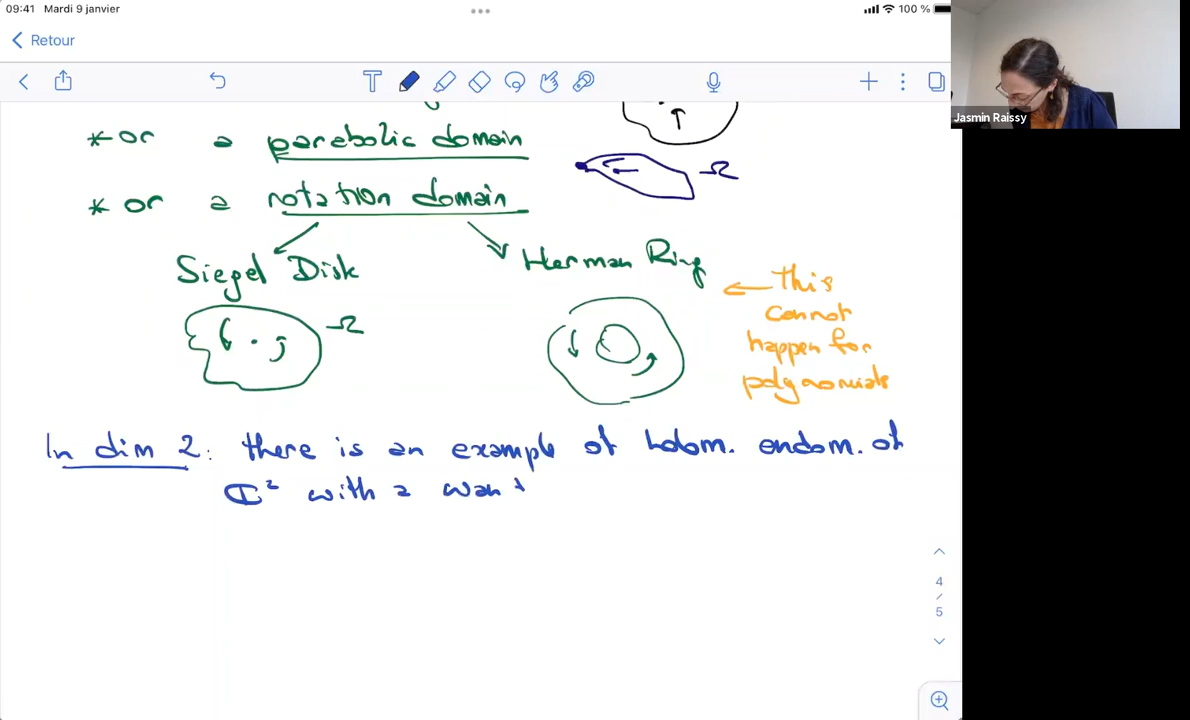 09:41 Mardi 9 janvier
100 %
Retour
Jasmin Raissy
* or a parabolic domain
Ω
* or a rotation domain
Siegel Disk
Herman Ring
Ω
← This
cannot
happen for
polynomials
In dim 2: there is an example of holom. endom. of
ℂ² with a wan
4
/
5